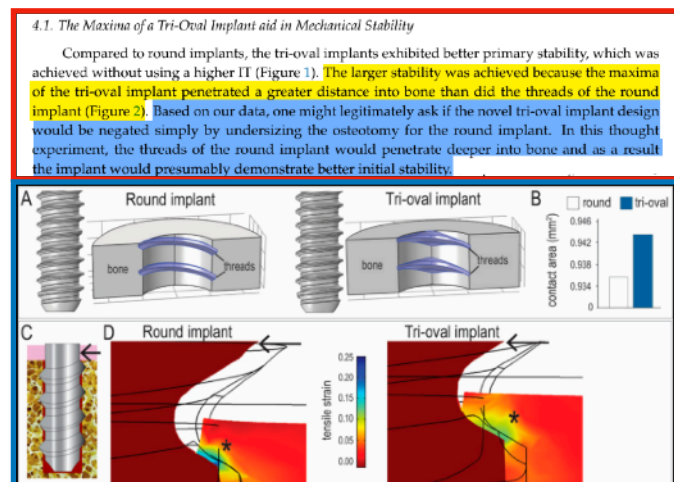 4.1. The Maxima of a Tri-Oval Implant aid in Mechanical Stability
Compared to round implants, the tri-oval implants exhibited better primary stability, which was
achieved without using a higher IT (Figure 1). The larger stability was achieved because the maxima
of the tri-oval implant penetrated a greater distance into bone than did the threads of the round
implant (Figure 2). Based on our data, one might legitimately ask if the novel tri-oval implant design
would be negated simply by undersizing the osteotomy for the round implant. In this thought
experiment, the threads of the round implant would penetrate deeper into bone and as a result
the implant would presumably demonstrate better initial stability.
A
Round implant
bone
threads
Tri-oval implant
bone
threads
B
round
tri-oval
contact area (mm²)
0.946
0.942
0.938
0.934
0
C
D
Round implant
*
tensile strain
0.25
0.20
0.15
0.10
0.05
0.00
Tri-oval implant
*